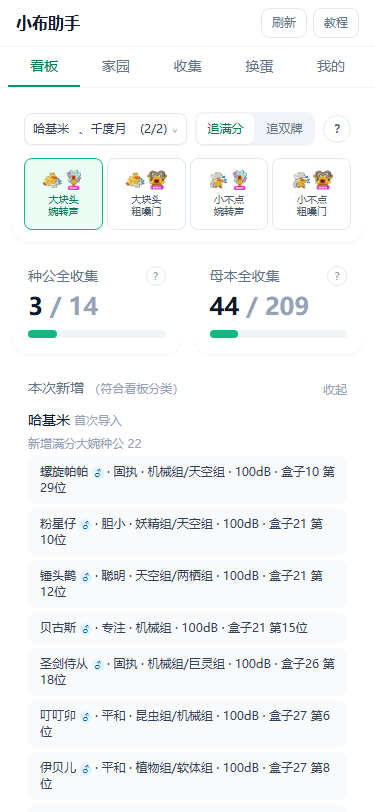 小布助手
刷新
教程
看板
家园
收集
换蛋
我的
哈基米 、千度月 (2/2)
追满分
追双牌
?
大块头
婉转声
大块头
粗嗓门
小不点
婉转声
小不点
粗嗓门
种公全收集
?
3 / 14
母本全收集
?
44 / 209
本次新增 (符合看板分类)
收起
哈基米 首次导入
新增满分大婉种公 22
螺旋帕帕 ♂ · 固执 · 机械组/天空组 · 100dB · 盒子10 第
29位
粉星仔 ♂ · 胆小 · 妖精组/天空组 · 100dB · 盒子21 第
10位
锤头鹳 ♂ · 聪明 · 天空组/两栖组 · 100dB · 盒子21 第
12位
贝古斯 ♂ · 专注 · 机械组 · 100dB · 盒子21 第15位
圣剑侍从 ♂ · 固执 · 机械组/巨灵组 · 100dB · 盒子26 第
18位
叮叮卯 ♂ · 平和 · 昆虫组/机械组 · 100dB · 盒子27 第6
位
伊贝儿 ♂ · 平和 · 植物组/软体组 · 100dB · 盒子27 第8
位